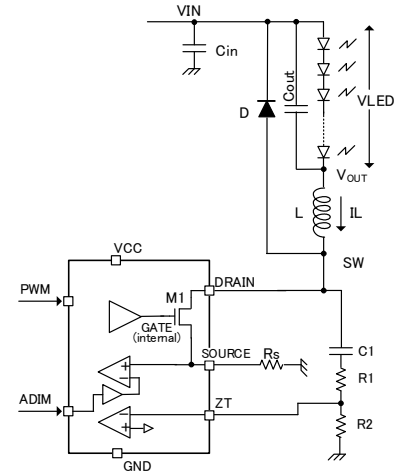 VIN
Cin
D
Cout
VLED
VOUT
L
IL
SW
VCC
PWM
M1
DRAIN
GATE
(internal)
SOURCE
Rs
C1
R1
ADIM
ZT
R2
GND